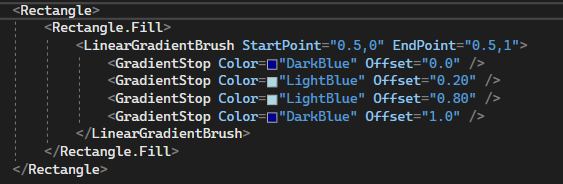 <Rectangle>
<Rectangle.Fill>
<LinearGradientBrush StartPoint="0.5,0" EndPoint="0.5,1">
<GradientStop Color="DarkBlue" Offset="0.0" />
<GradientStop Color="LightBlue" Offset="0.20" />
<GradientStop Color="LightBlue" Offset="0.80" />
<GradientStop Color="DarkBlue" Offset="1.0" />
</LinearGradientBrush>
</Rectangle.Fill>
</Rectangle>